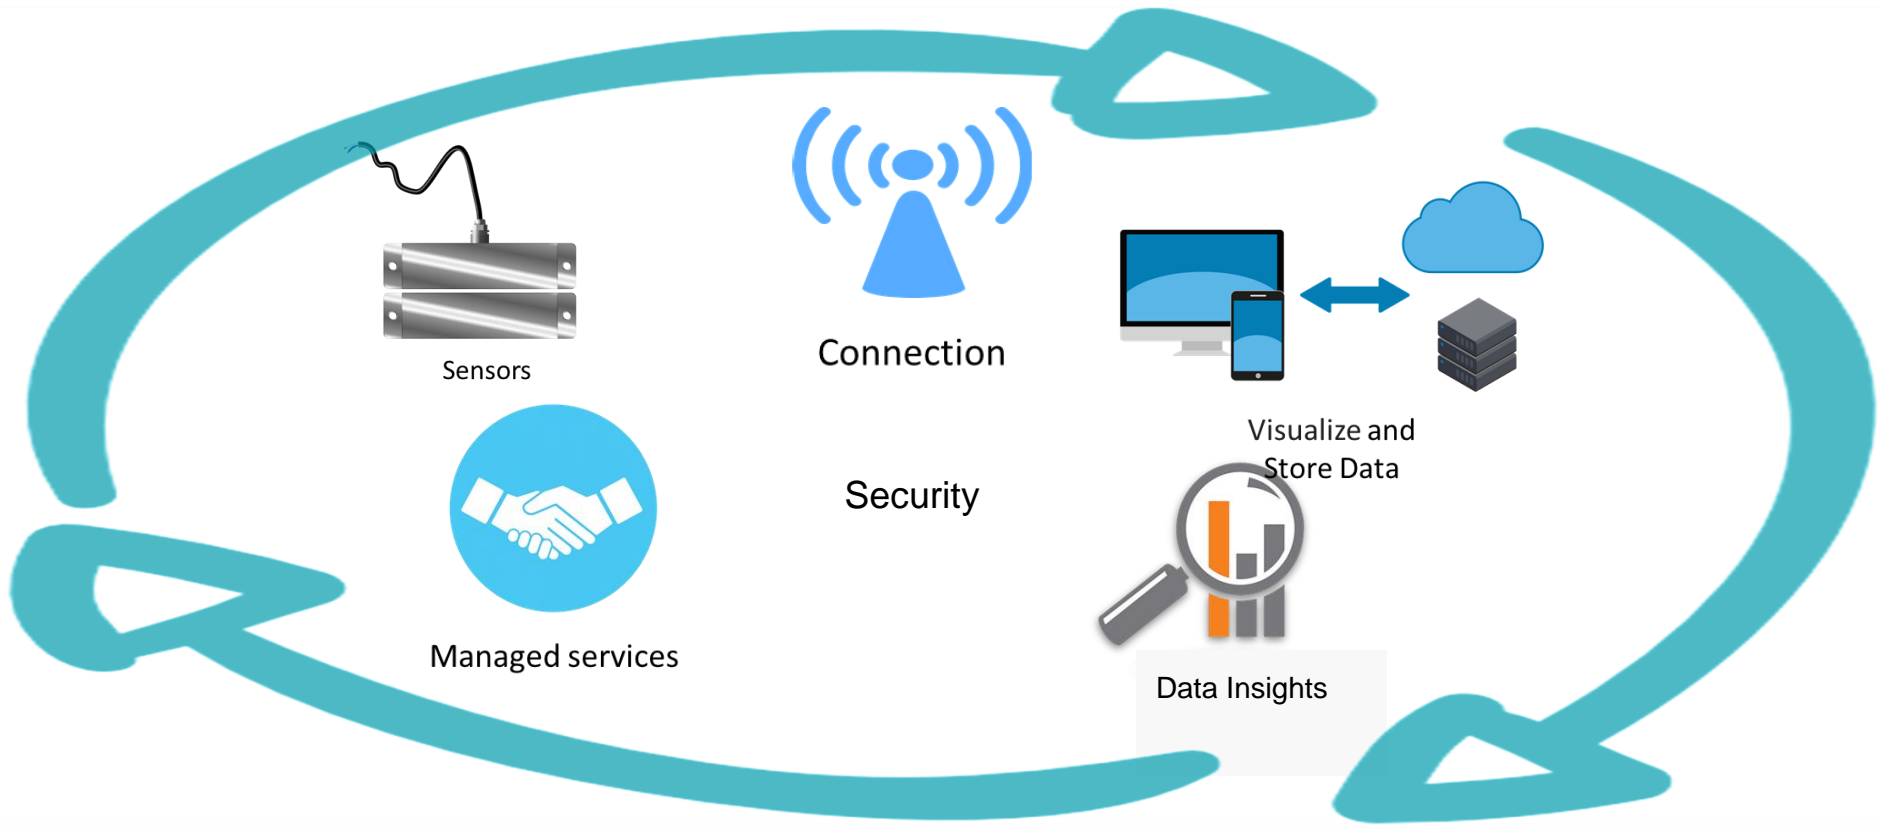 Sensors
Connection
Visualize and
Store Data
Security
Managed services
Data Insights